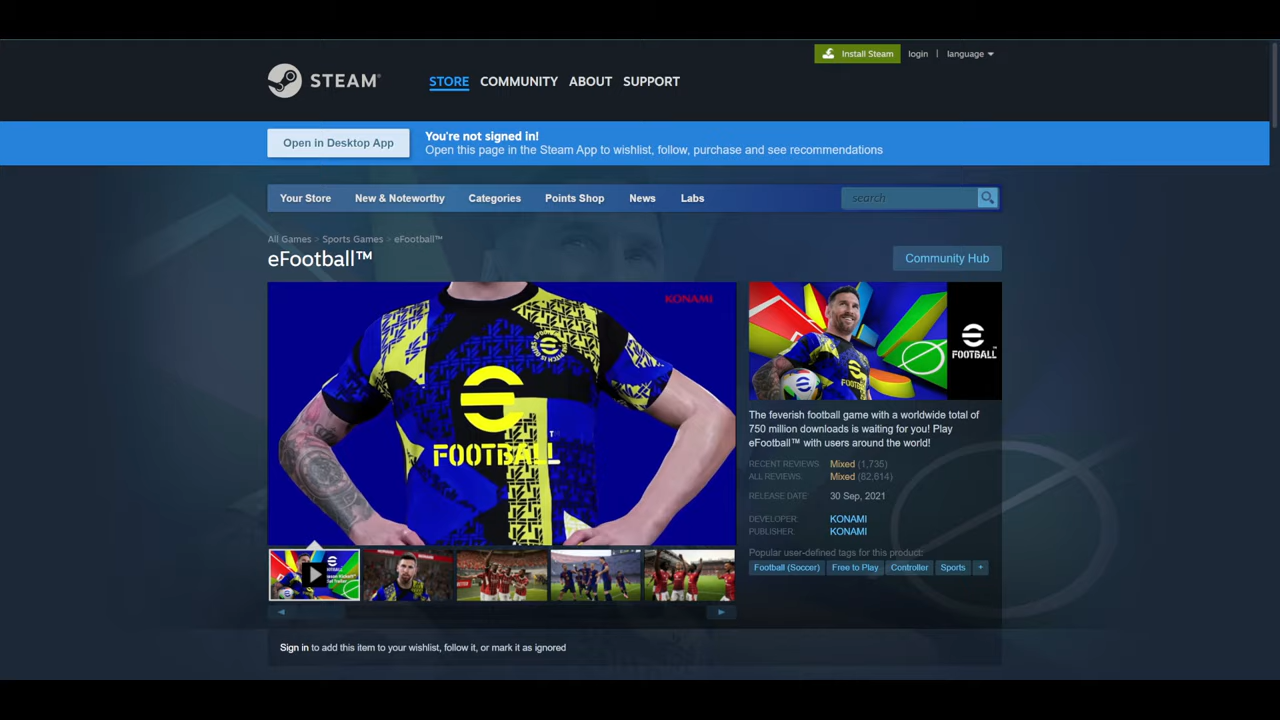 Install Steam
login
language
STEAM
STORE
COMMUNITY
ABOUT
SUPPORT
Open in Desktop App
You're not signed in!
Open this page in the Steam App to wishlist, follow, purchase and see recommendations
Your Store
New & Noteworthy
Categories
Points Shop
News
Labs
search
All Games > Sports Games > eFootball™
eFootball™
Community Hub
KONAMI
FOOTBALL
FOOTBALL
The feverish football game with a worldwide total of
750 million downloads is waiting for you! Play
eFootball™ with users around the world!
RECENT REVIEWS: Mixed (1,735)
ALL REVIEWS: Mixed (82,614)
RELEASE DATE: 30 Sep, 2021
DEVELOPER: KONAMI
PUBLISHER: KONAMI
Popular user-defined tags for this product:
Football (Soccer)
Free to Play
Controller
Sports
+
Sign in to add this item to your wishlist, follow it, or mark it as ignored